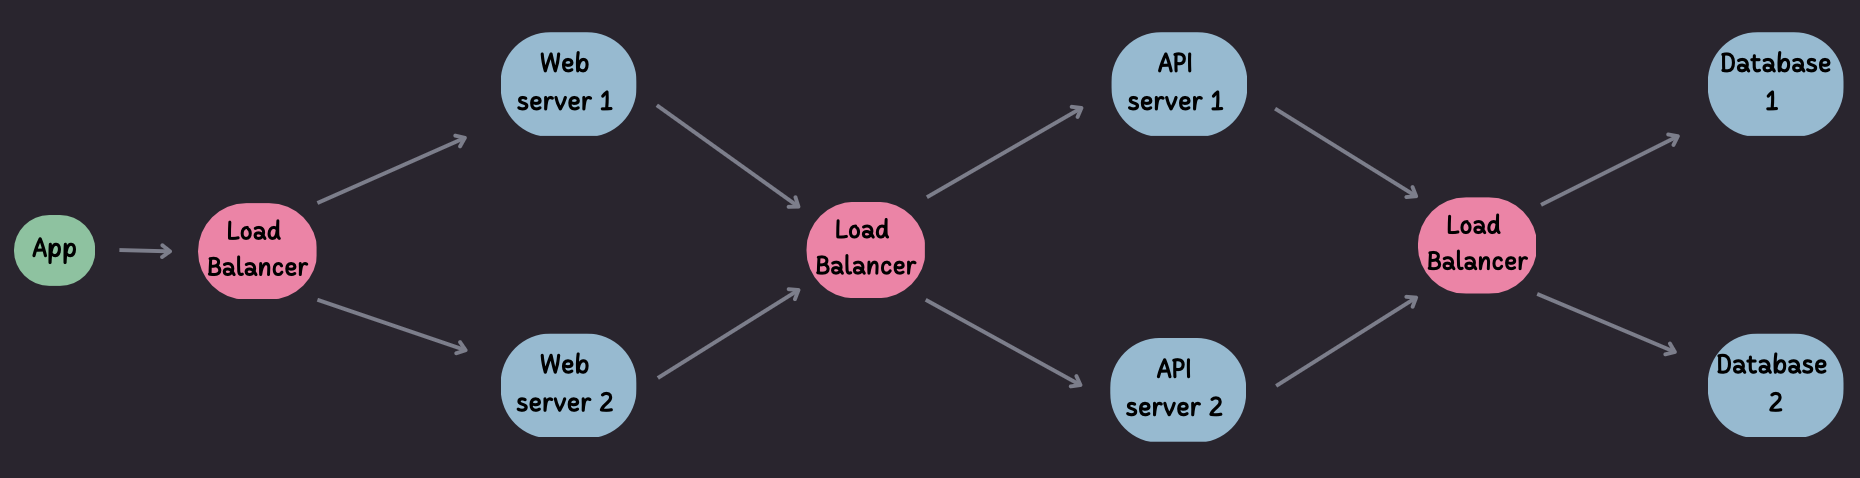 App
Load
Balancer
Web
server 1
Web
server 2
Load
Balancer
API
server 1
API
server 2
Load
Balancer
Database
1
Database
2